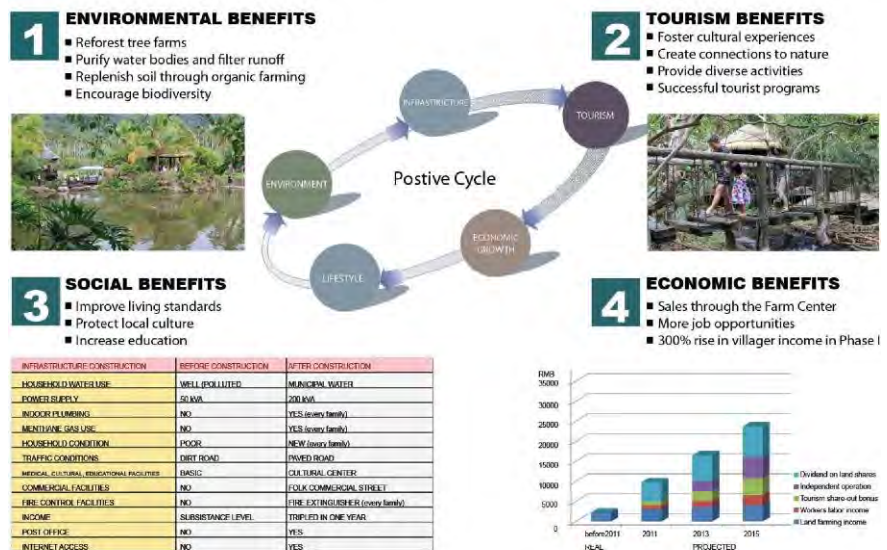 1
ENVIRONMENTAL BENEFITS
■ Reforest tree farms
■ Purify water bodies and filter runoff
■ Replenish soil through organic farming
■ Encourage biodiversity
2
TOURISM BENEFITS
■ Foster cultural experiences
■ Create connections to nature
■ Provide diverse activities
■ Successful tourist programs
INFRASTRUCTURE
TOURISM
ENVIRONMENT
Postive Cycle
ECONOMIC
GROWTH
LIFESTYLE
3
SOCIAL BENEFITS
■ Improve living standards
■ Protect local culture
■ Increase education
4
ECONOMIC BENEFITS
■ Sales through the Farm Center
■ More job opportunities
■ 300% rise in villager income in Phase I
INFRASTRUCTURE CONSTRUCTION BEFORE CONSTRUCTION AFTER CONSTRUCTION
HOUSEHOLD WATER USE WELL (POLLUTED MUNICIPAL WATER
POWER SUPPLY 50 kVA 200 kVA
INDOOR PLUMBING NO YES (every family)
MENTHANE GAS USE NO YES (every family)
HOUSEHOLD CONDITION POOR NEW (every family)
TRAFFIC CONDITIONS DIRT ROAD PAVED ROAD
MEDICAL, CULTURAL, EDUCATIONAL FACILITIES BASIC CULTURAL CENTER
COMMERCIAL FACILITIES NO FOLK COMMERCIAL STREET
FIRE CONTROL FACILITIES NO FIRE EXTINGUISHER (every family)
INCOME SUBSISTANCE LEVEL TRIPLED IN ONE YEAR
POST OFFICE NO YES
INTERNET ACCESS NO YES
RMB
35000
30000
25000
20000
15000
10000
5000
0
before2011 2011 2013 2015
REAL PROJECTED
Dividend on land shares
Independent operation
Tourism share-out bonus
Workers labor income
Land farming income